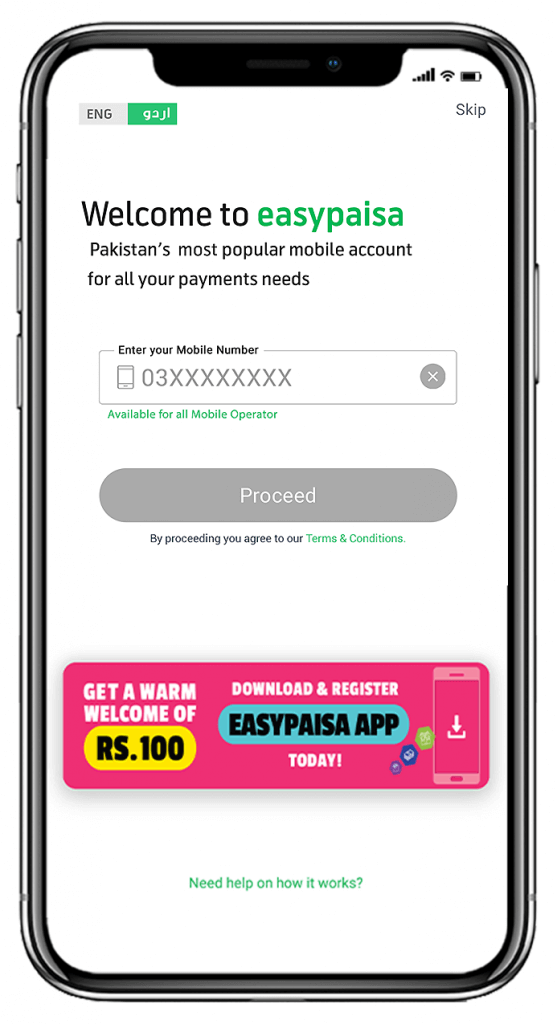 ENG اردو
Skip
Welcome to easypaisa
Pakistan's most popular mobile account
for all your payments needs
Enter your Mobile Number
03XXXXXXXX
Available for all Mobile Operator
Proceed
By proceeding you agree to our Terms & Conditions.
GET A WARM
WELCOME OF
RS.100
DOWNLOAD & REGISTER
EASYPAISA APP
TODAY!
Need help on how it works?